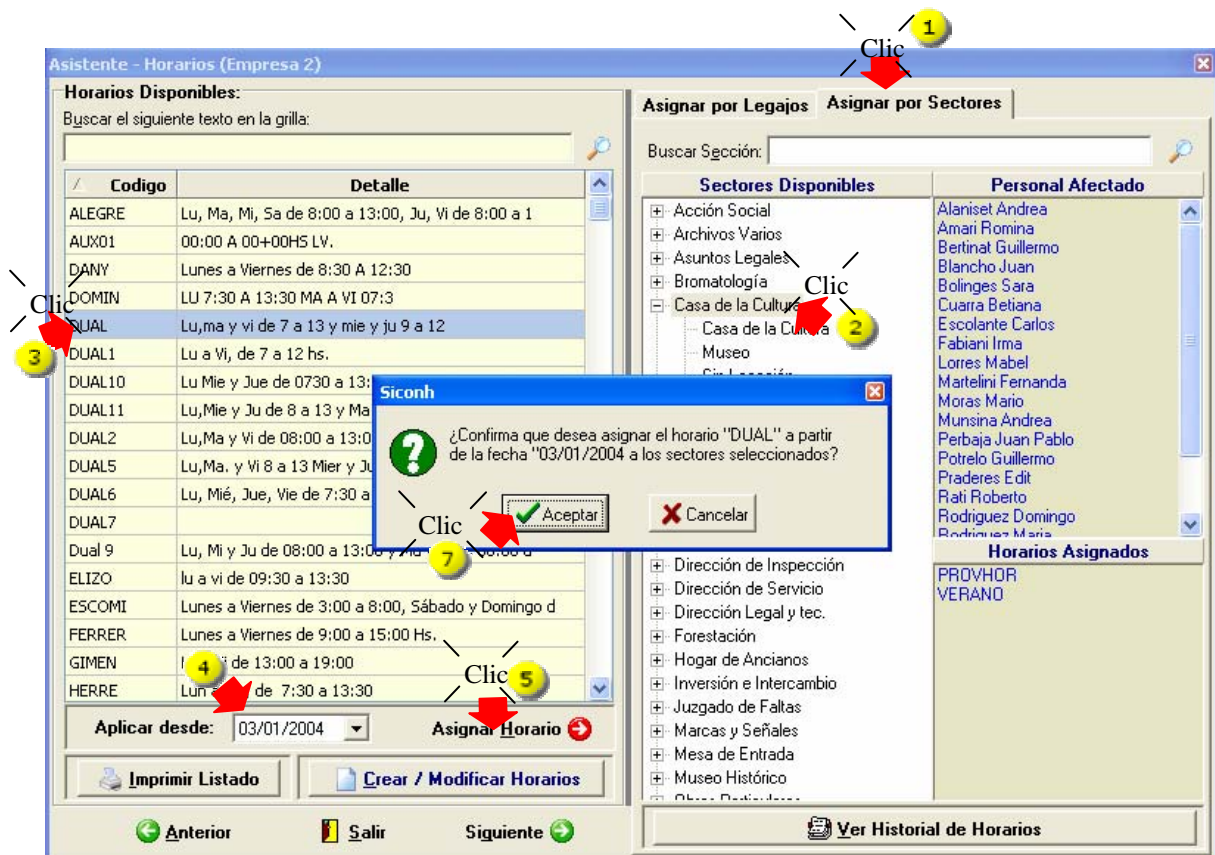 Clic 1
Asistente - Horarios (Empresa 2)
Horarios Disponibles:
Buscar el siguiente texto en la grilla:
Codigo Detalle
ALEGRE Lu, Ma, Mi, Sa de 8:00 a 13:00, Ju, Vi de 8:00 a 1
AUX01 00:00 A 00+00HS LV.
DANY Lunes a Viernes de 8:30 A 12:30
DOMIN LU 7:30 A 13:30 MA A VI 07:3
Clic
DUAL Lu,ma y vi de 7 a 13 y mie y ju 9 a 12
3
DUAL1 Lu a Vi, de 7 a 12 hs.
DUAL10 Lu Mie y Jue de 0730 a 13:
DUAL11 Lu,Mie y Ju de 8 a 13 y Ma
DUAL2 Lu,Ma y Vi de 08:00 a 13:0
DUAL5 Lu,Ma. y Vi 8 a 13 Mier y Ju
DUAL6 Lu, Mié, Jue, Vie de 7:30 a
DUAL7
Dual 9 Lu, Mi y Ju de 08:00 a 13:00 y
ELIZO lu a vi de 09:30 a 13:30
ESCOMI Lunes a Viernes de 3:00 a 8:00, Sábado y Domingo d
FERRER Lunes a Viernes de 9:00 a 15:00 Hs.
GIMEN de 13:00 a 19:00
HERRE Lun de 7:30 a 13:30
4
Clic 5
Aplicar desde: 03/01/2004 Asignar Horario
Imprimir Listado Crear / Modificar Horarios
Anterior Salir Siguiente
Asignar por Legajos Asignar por Sectores
Buscar Sección:
Sectores Disponibles
Acción Social
Archivos Varios
Asuntos Legales
Bromatología
Clic
Casa de la Cultura
Casa de la Cultura
2
Museo
Siconh
¿Confirma que desea asignar el horario "DUAL" a partir
de la fecha "03/01/2004 a los sectores seleccionados?
Aceptar Cancelar
Clic
7
Dirección de Inspección
Dirección de Servicio
Dirección Legal y tec.
Forestación
Hogar de Ancianos
Inversión e Intercambio
Juzgado de Faltas
Marcas y Señales
Mesa de Entrada
Museo Histórico
Personal Afectado
Alaniset Andrea
Amari Romina
Bertinat Guillermo
Blancho Juan
Bolinges Sara
Cuarra Betiana
Escolante Carlos
Fabiani Irma
Lorres Mabel
Martelini Fernanda
Moras Mario
Munsina Andrea
Perbaja Juan Pablo
Potrelo Guillermo
Praderes Edit
Rati Roberto
Rodriguez Domingo
Rodriguez Maria
Horarios Asignados
PROVHOR
VERANO
Ver Historial de Horarios